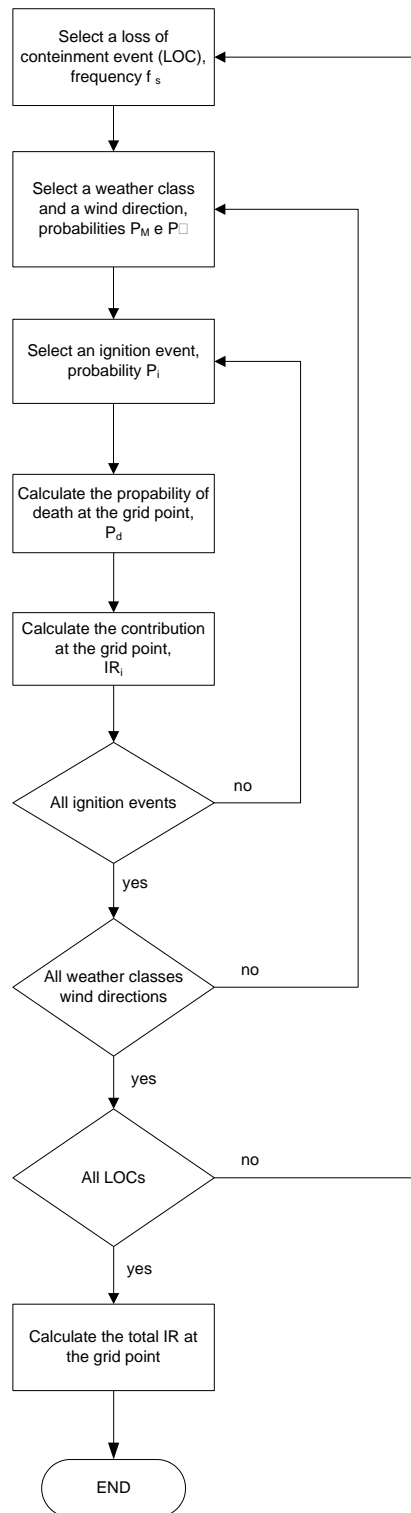 Select a loss of
conteinment event (LOC),
frequency f s
Select a weather class
and a wind direction,
probabilities PM e P□
Select an ignition event,
probability Pi
Calculate the propability of
death at the grid point,
Pd
Calculate the contribution
at the grid point,
IRi
All ignition events
no
yes
All weather classes
wind directions
no
yes
All LOCs
no
yes
Calculate the total IR at
the grid point
END